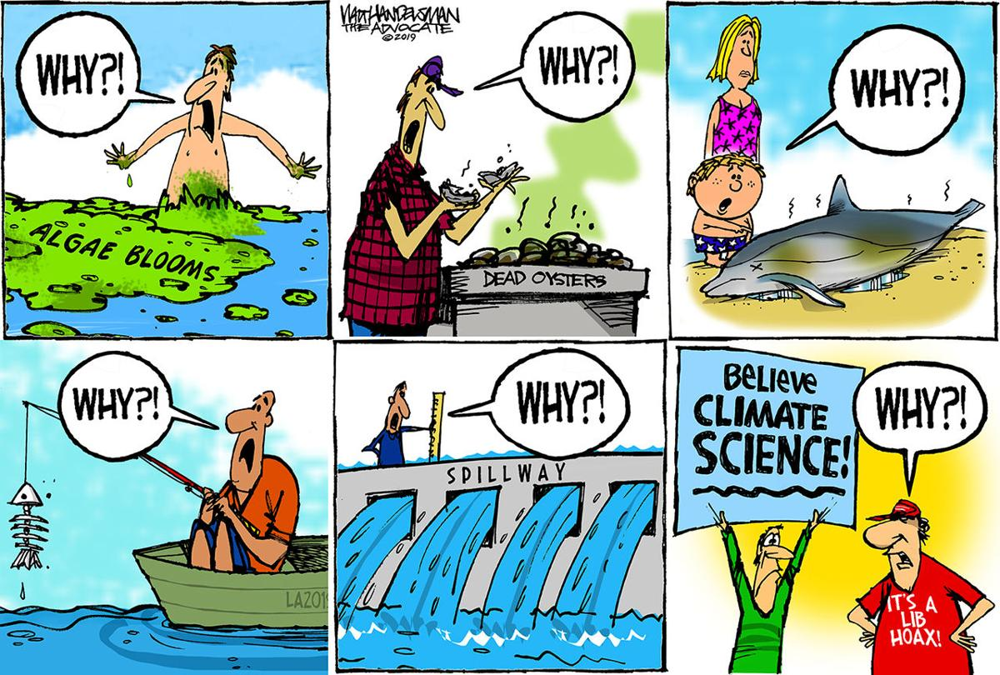 WHY?!
ALGAE BLOOMS
WALT HANDELSMAN
THE ADVOCATE
©2019
WHY?!
DEAD OYSTERS
WHY?!
WHY?!
LA2019
WHY?!
SPILLWAY
BELIEVE
CLIMATE
SCIENCE!
WHY?!
IT'S A
LIB
HOAX!